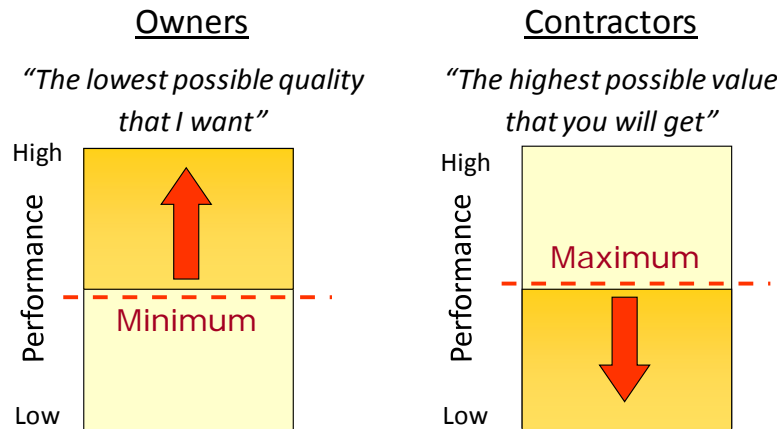 Owners
“The lowest possible quality
that I want”
High
Performance
Minimum
Low
Contractors
“The highest possible value
that you will get”
High
Performance
Maximum
Low